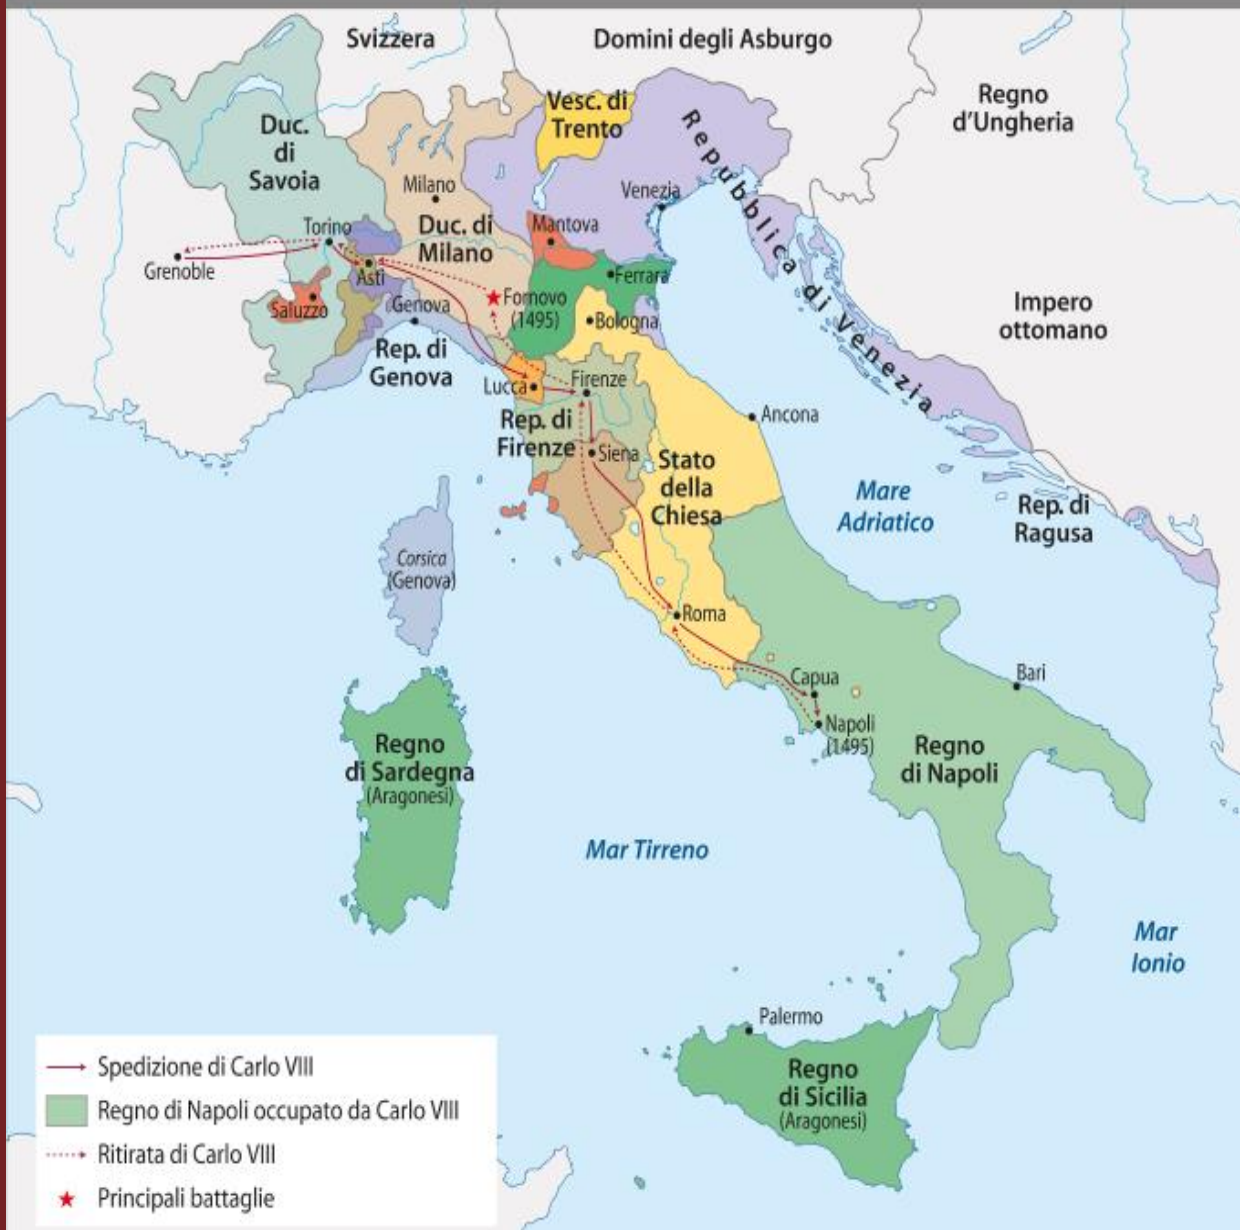 Svizzera
Domini degli Asburgo
Regno
d'Ungheria
Vesc. di
Trento
Duc.
di
Savoia
Repubblica di Venezia
Milano
Venezia
Duc. di
Milano
Mantova
Torino
Grenoble
Asti
Ferrara
Saluzzo
Genova
Fornovo
(1495)
Bologna
Impero
ottomano
Rep. di
Genova
Lucca
Firenze
Ancona
Rep. di
Firenze
Siena
Stato
della
Chiesa
Mare
Adriatico
Rep. di
Ragusa
Corsica
(Genova)
Roma
Capua
Bari
Napoli
(1495)
Regno
di Napoli
Regno
di Sardegna
(Aragonesi)
Mar Tirreno
Mar
Ionio
Palermo
Regno
di Sicilia
(Aragonesi)
Spedizione di Carlo VIII
Regno di Napoli occupato da Carlo VIII
Ritirata di Carlo VIII
Principali battaglie